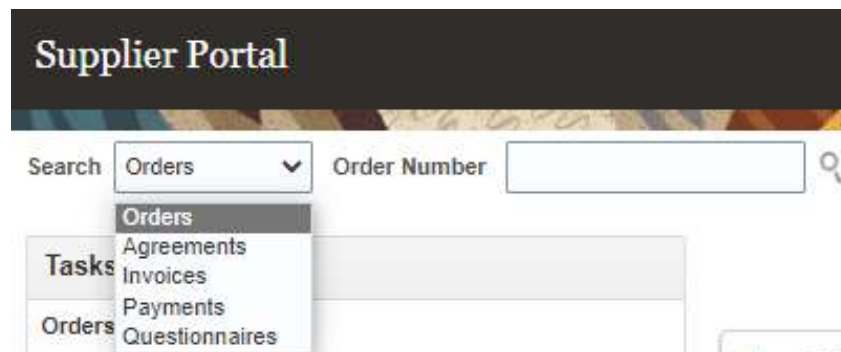 Supplier Portal
Search Orders Order Number
Orders
Agreements
Tasks
Invoices
Payments
Orders
Questionnaires